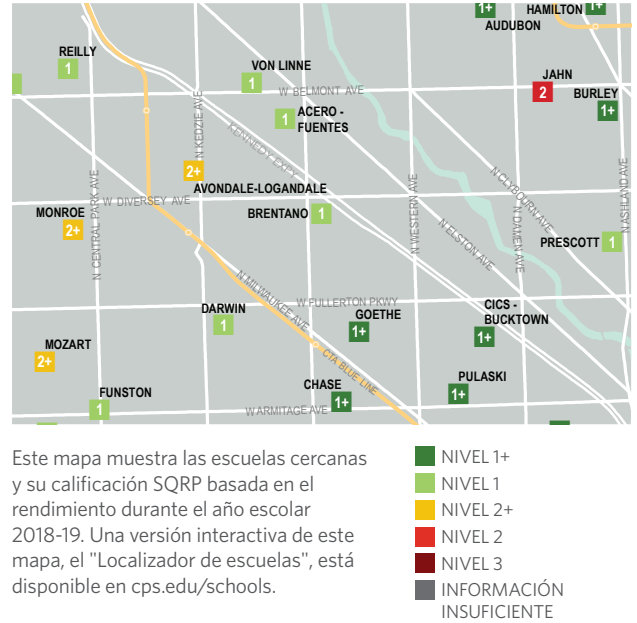 HAMILTON
1+
1+
AUDUBON
REILLY
1
VON LINNE
1
W BELMONT AVE
JAHN
2
BURLEY
1+
1
ACERO -
FUENTES
N KEDZIE AVE
KENNEDY EXPY
2+
AVONDALE-LOGANDALE
N CENTRAL PARK AVE
W DIVERSEY AVE
MONROE
2+
BRENTANO
1
N WESTERN AVE
N ELSTON AVE
N CLYBOURN AVE
N DAMEN AVE
N ASHLAND AVE
PRESCOTT
1
N MILWAUKEE AVE
W FULLERTON PKWY
DARWIN
1
GOETHE
1+
CICS -
BUCKTOWN
1+
MOZART
2+
CTA BLUE LINE
FUNSTON
1
CHASE
1+
W ARMITAGE AVE
PULASKI
1+
Este mapa muestra las escuelas cercanas
y su calificación SQRP basada en el
rendimiento durante el año escolar
2018-19. Una versión interactiva de este
mapa, el "Localizador de escuelas", está
disponible en cps.edu/schools.
NIVEL 1+
NIVEL 1
NIVEL 2+
NIVEL 2
NIVEL 3
INFORMACIÓN
INSUFICIENTE